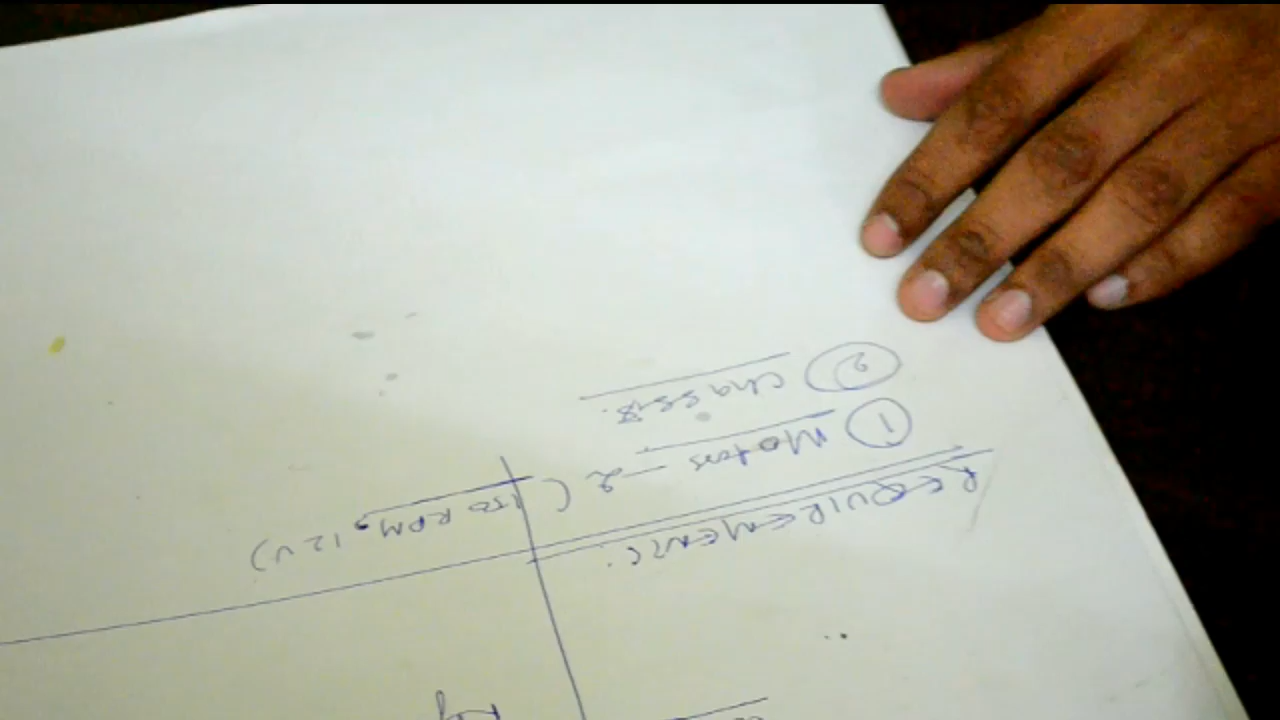 REQUIREMENTS.
① Motors - 2 (150 RPM, 12V)
② Chassis.